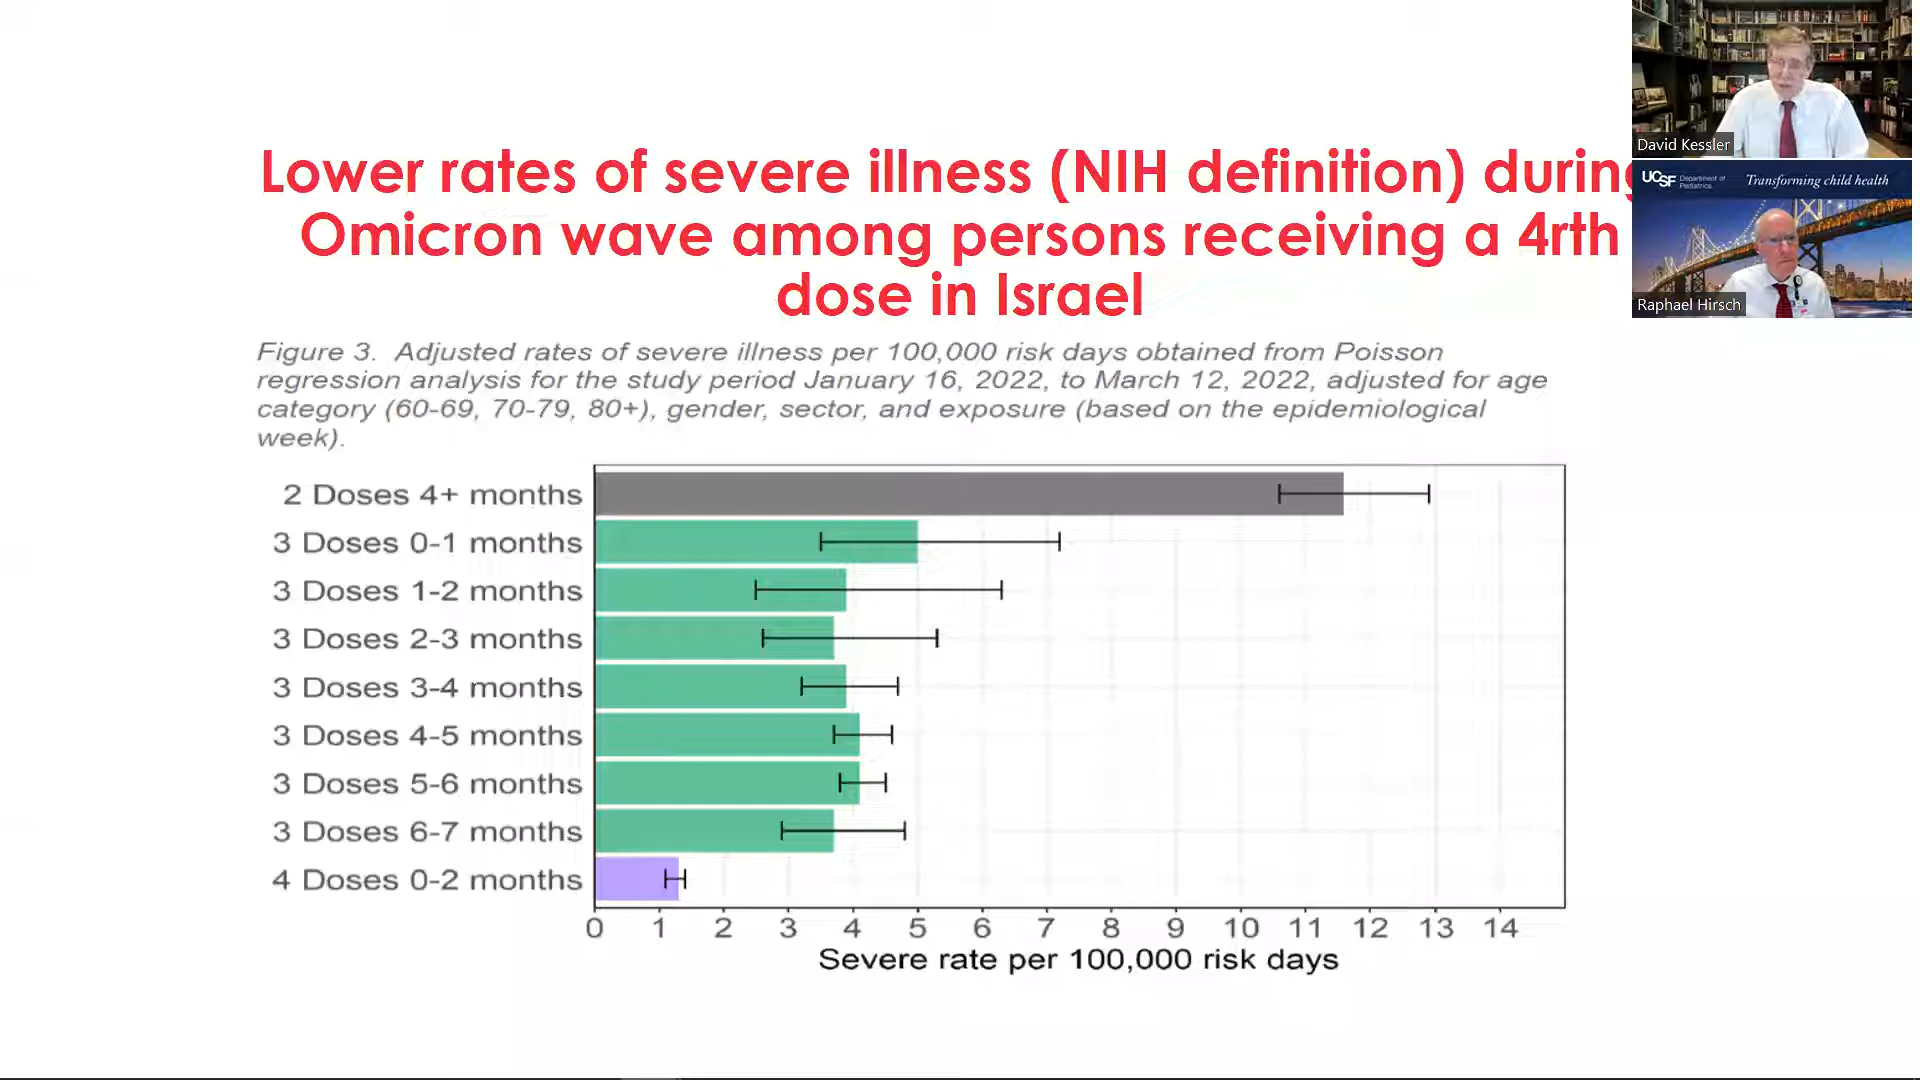 Lower rates of severe illness (NIH definition) during
Omicron wave among persons receiving a 4rth
dose in Israel
Figure 3. Adjusted rates of severe illness per 100,000 risk days obtained from Poisson
regression analysis for the study period January 16, 2022, to March 12, 2022, adjusted for age
category (60-69, 70-79, 80+), gender, sector, and exposure (based on the epidemiological
week).
2 Doses 4+ months
3 Doses 0-1 months
3 Doses 1-2 months
3 Doses 2-3 months
3 Doses 3-4 months
3 Doses 4-5 months
3 Doses 5-6 months
3 Doses 6-7 months
4 Doses 0-2 months
0 1 2 3 4 5 6 7 8 9 10 11 12 13 14
Severe rate per 100,000 risk days
David Kessler
UCSF Department of
Pediatrics
Transforming child health
Raphael Hirsch